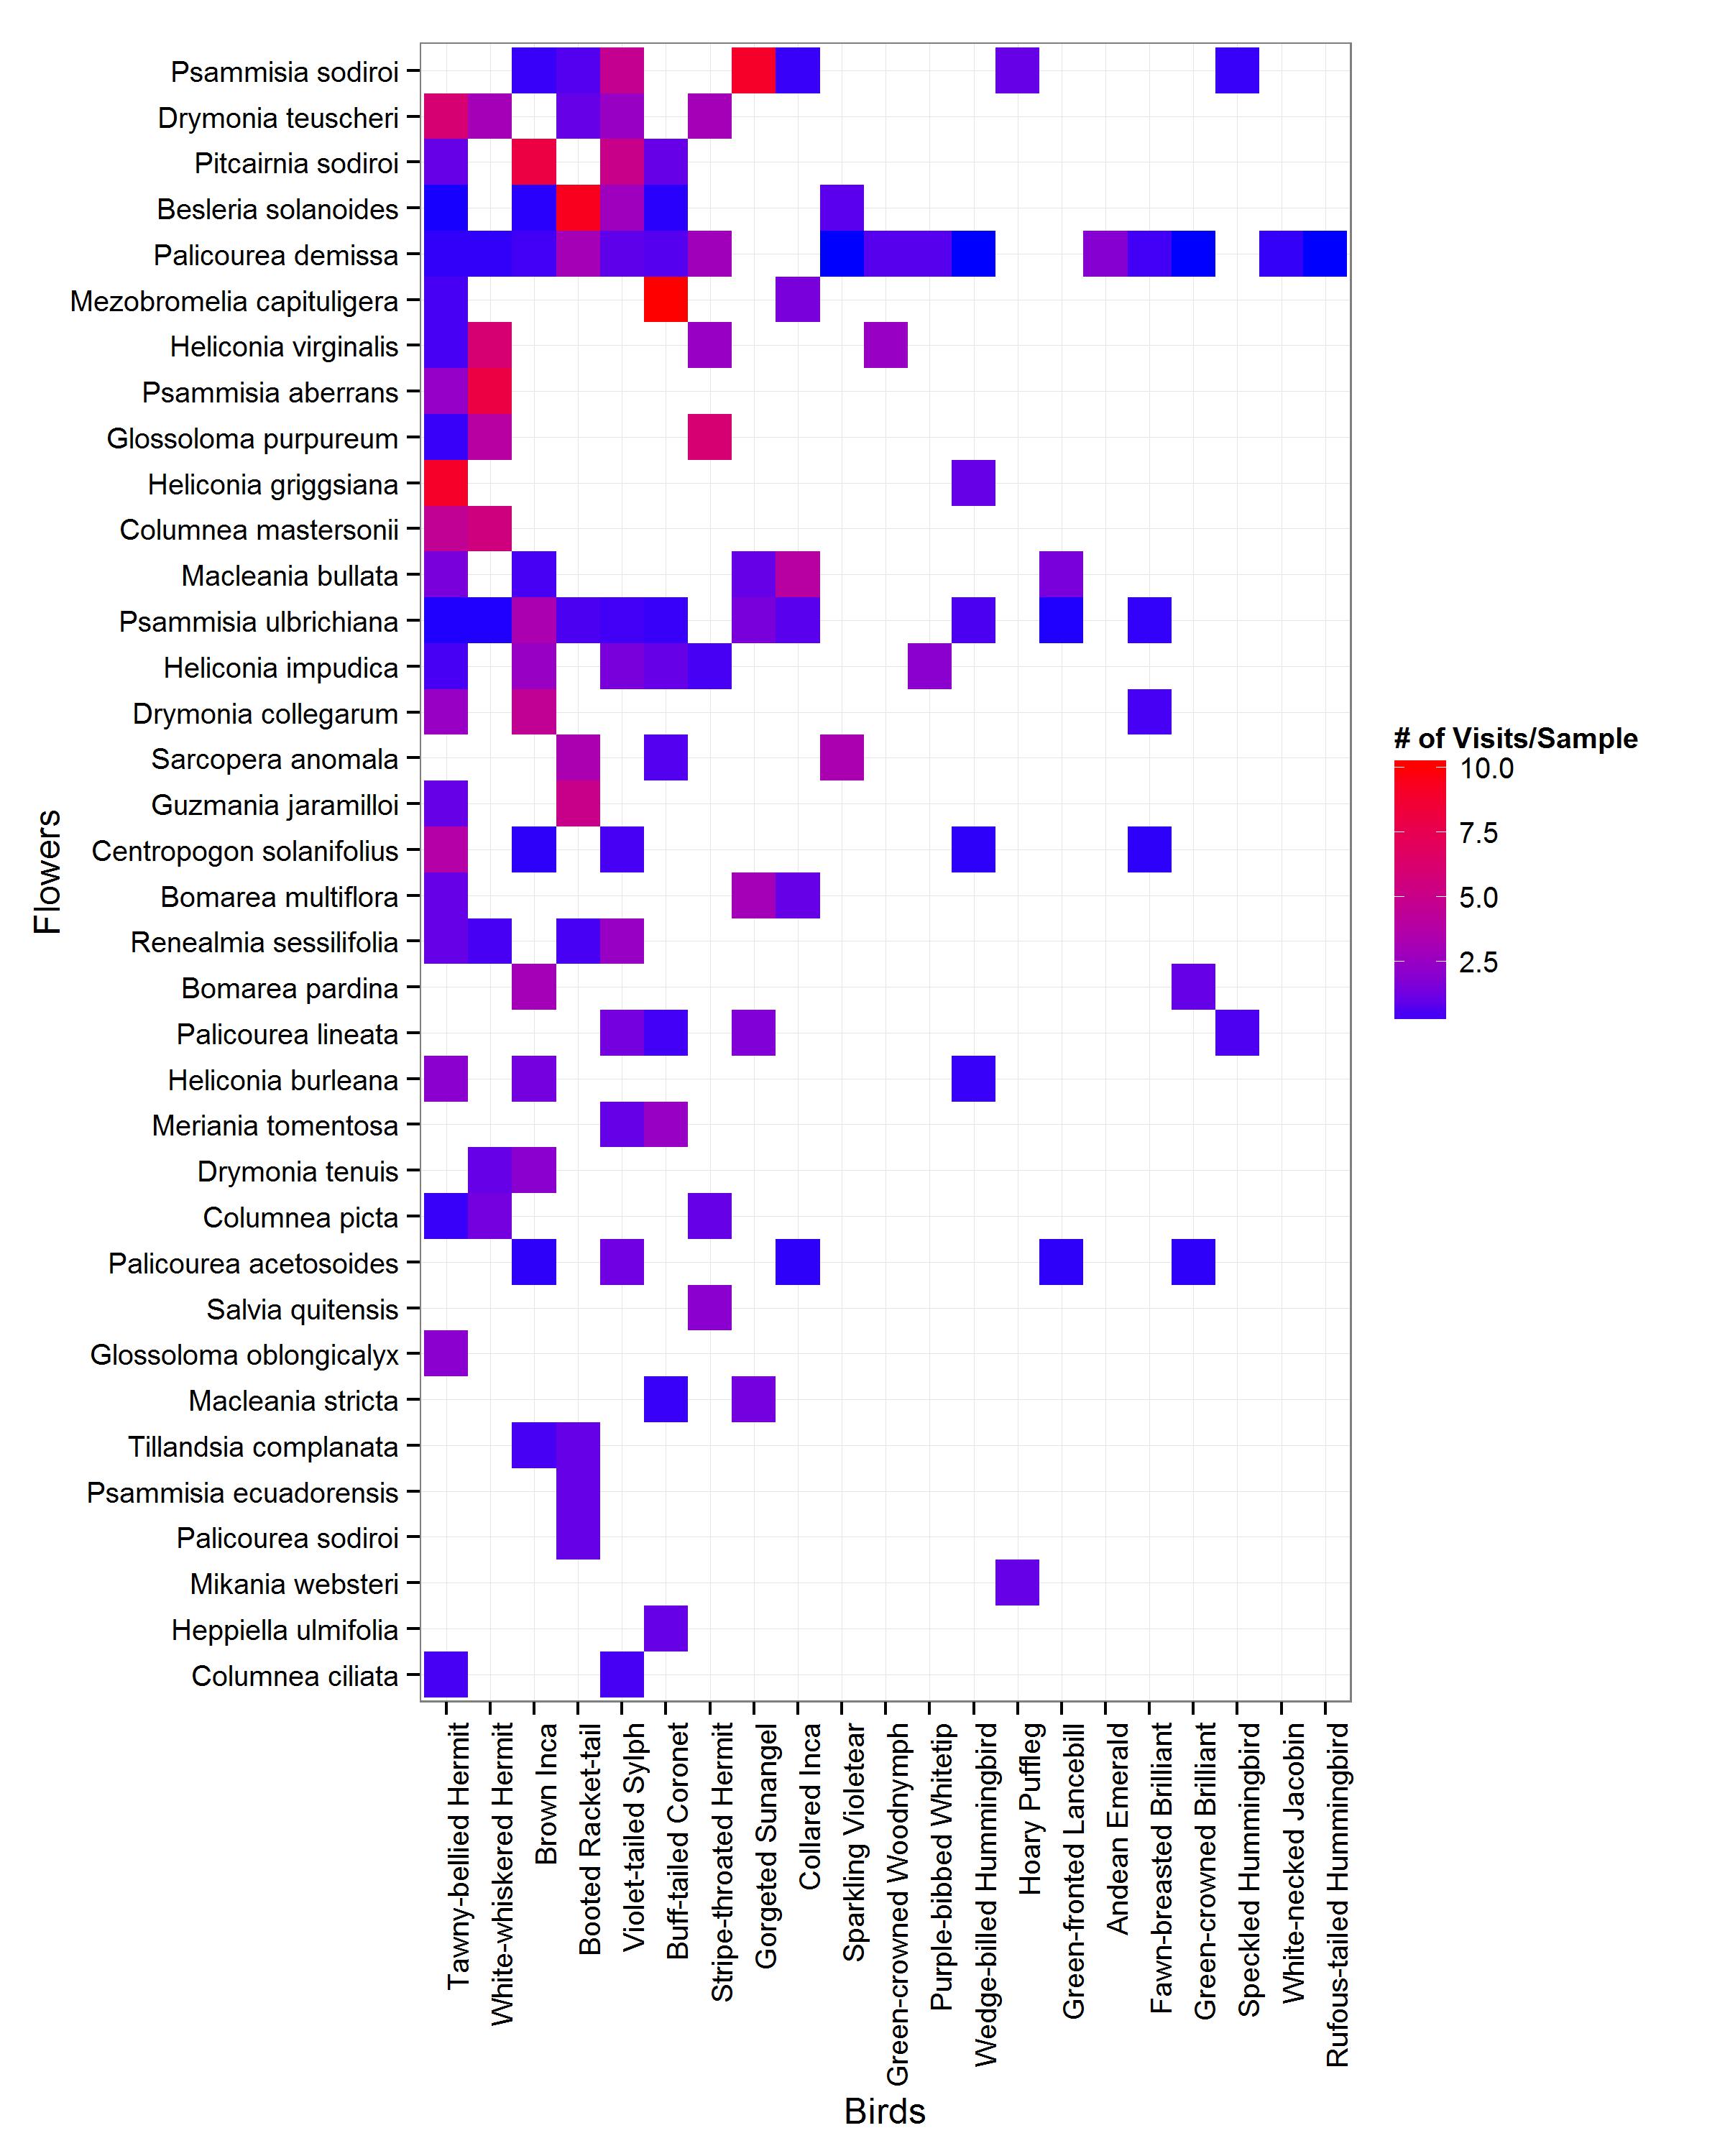 Psammisia sodiroi
Drymonia teuscheri
Pitcairnia sodiroi
Besleria solanoides
Palicourea demissa
Mezobromelia capituligera
Heliconia virginalis
Psammisia aberrans
Glossoloma purpureum
Heliconia griggsiana
Columnea mastersonii
Macleania bullata
Psammisia ulbrichiana
Heliconia impudica
Drymonia collegarum
Sarcopera anomala
Guzmania jaramilloi
Centropogon solanifolius
Bomarea multiflora
Renealmia sessilifolia
Bomarea pardina
Palicourea lineata
Heliconia burleana
Meriania tomentosa
Drymonia tenuis
Columnea picta
Palicourea acetosoides
Salvia quitensis
Glossoloma oblongicalyx
Macleania stricta
Tillandsia complanata
Psammisia ecuadorensis
Palicourea sodiroi
Mikania websteri
Heppiella ulmifolia
Columnea ciliata
Flowers
Tawny-bellied Hermit
White-whiskered Hermit
Brown Inca
Booted Racket-tail
Violet-tailed Sylph
Buff-tailed Coronet
Stripe-throated Hermit
Gorgeted Sunangel
Collared Inca
Sparkling Violetear
Green-crowned Woodnymph
Purple-bibbed Whitetip
Wedge-billed Hummingbird
Hoary Puffleg
Green-fronted Lancebill
Andean Emerald
Fawn-breasted Brilliant
Green-crowned Brilliant
Speckled Hummingbird
White-necked Jacobin
Rufous-tailed Hummingbird
Birds
# of Visits/Sample
10.0
7.5
5.0
2.5